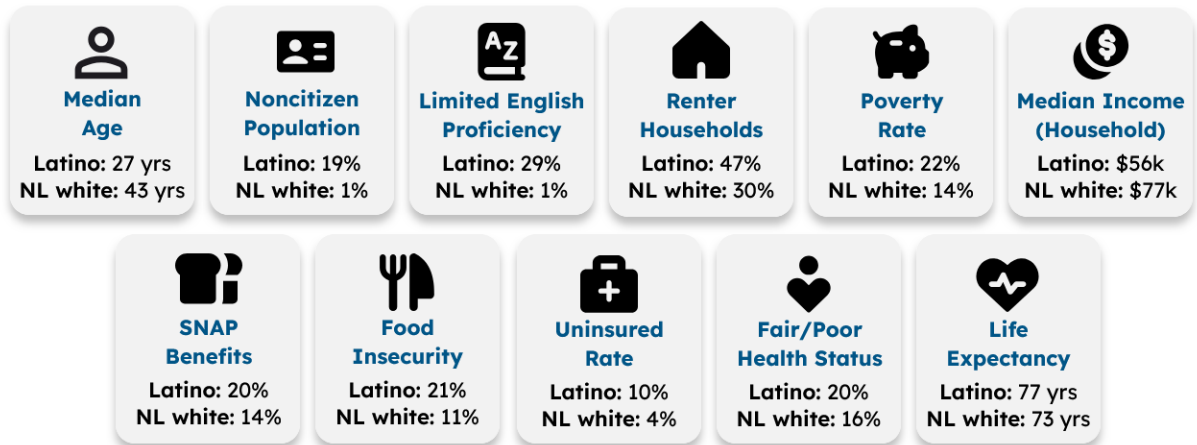 AZ
Median
Age
Latino: 27 yrs
NL white: 43 yrs
Noncitizen
Population
Latino: 19%
NL white: 1%
Limited English
Proficiency
Latino: 29%
NL white: 1%
Renter
Households
Latino: 47%
NL white: 30%
Poverty
Rate
Latino: 22%
NL white: 14%
$
Median Income
(Household)
Latino: $56k
NL white: $77k
SNAP
Benefits
Latino: 20%
NL white: 14%
Food
Insecurity
Latino: 21%
NL white: 11%
Uninsured
Rate
Latino: 10%
NL white: 4%
Fair/Poor
Health Status
Latino: 20%
NL white: 16%
Life
Expectancy
Latino: 77 yrs
NL white: 73 yrs